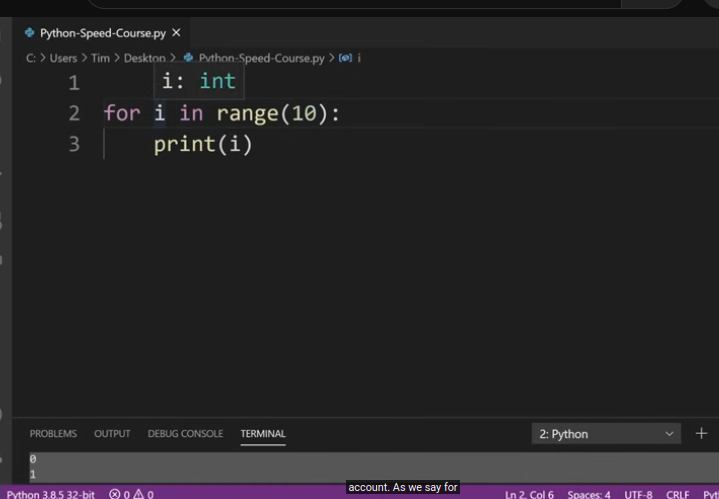 Python-Speed-Course.py ×
C: > Users > Tim > Desktop > Python-Speed-Course.py > i
i: int
1
2 for i in range(10):
3 print(i)
PROBLEMS OUTPUT DEBUG CONSOLE TERMINAL 2: Python
0
1
account. As we say for
Python 3.8.5 32-bit 0 0 Ln 2, Col 6 Spaces: 4 UTF-8 CRLF Pyt